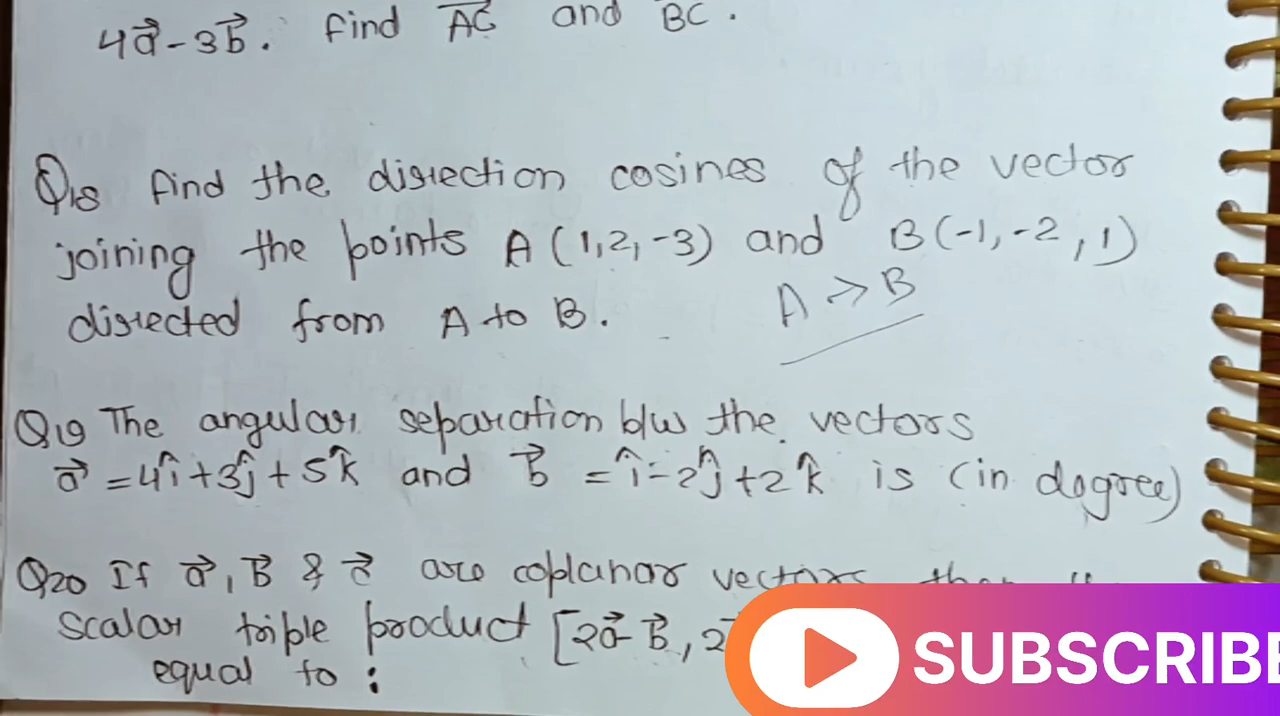 4a⃗ - 3b⃗. Find AC⃗ and BC.
Q18 Find the direction cosines of the vector
joining the points A (1,2,-3) and B(-1,-2,1)
directed from A to B.
A -> B
Q19 The angular separation b/w the vectors
a⃗ = 4î + 3ĵ + 5k̂ and b⃗ = î - 2ĵ + 2k̂ is (in degree)
Q20 If a⃗, b⃗ & c⃗ are coplanar vectors
scalar triple product [2a⃗ - b⃗, 2
equal to :
SUBSCRIBE